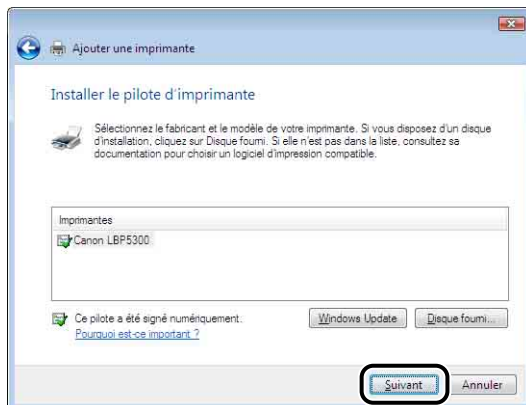 Ajouter une imprimante
Installer le pilote d'imprimante
Sélectionnez le fabricant et le modèle de votre imprimante. Si vous disposez d'un disque
d'installation, cliquez sur Disque fourni. Si elle n'est pas dans la liste, consultez sa
documentation pour choisir un logiciel d'impression compatible.
Imprimantes
Canon LBP5300
Ce pilote a été signé numériquement.
Pourquoi est-ce important ?
Windows Update
Disque fourni...
Suivant
Annuler